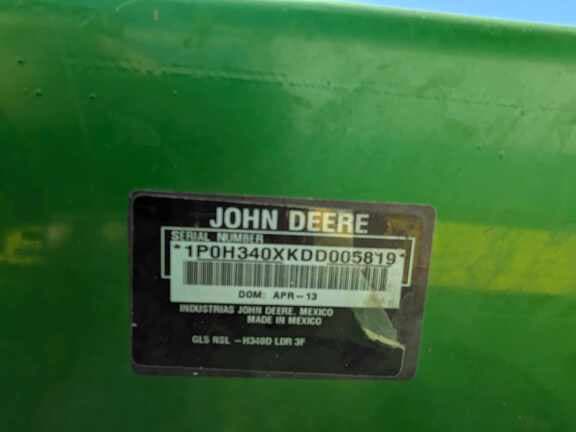 JOHN DEERE
SERIAL NUMBER
*1P0H340XKDD005819*
DOM: APR-13
INDUSTRIAS JOHN DEERE, MEXICO
MADE IN MEXICO
GLS NSL -H340D LDR 3F